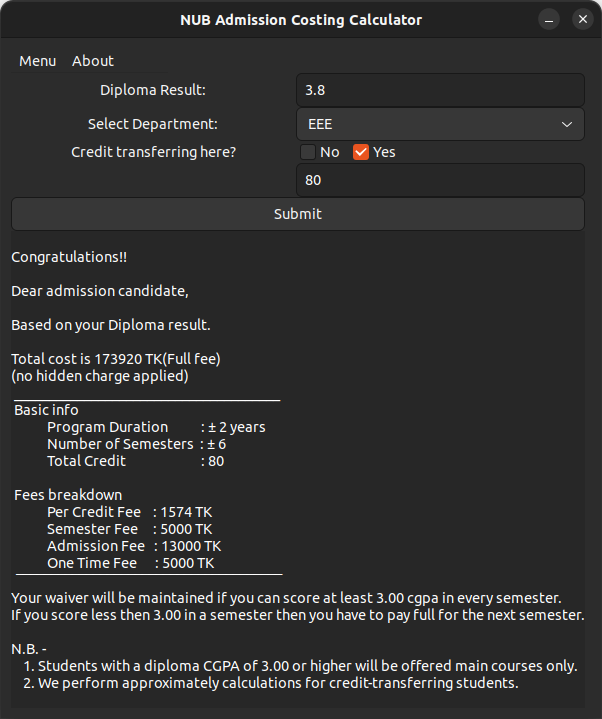 NUB Admission Costing Calculator
Menu About
Diploma Result: 3.8
Select Department: EEE
Credit transferring here? No Yes
80
Submit
Congratulations!!
Dear admission candidate,
Based on your Diploma result.
Total cost is 173920 TK(Full fee)
(no hidden charge applied)
Basic info
Program Duration : ± 2 years
Number of Semesters : ± 6
Total Credit : 80
Fees breakdown
Per Credit Fee : 1574 TK
Semester Fee : 5000 TK
Admission Fee : 13000 TK
One Time Fee : 5000 TK
Your waiver will be maintained if you can score at least 3.00 cgpa in every semester.
If you score less then 3.00 in a semester then you have to pay full for the next semester.
N.B. -
1. Students with a diploma CGPA of 3.00 or higher will be offered main courses only.
2. We perform approximately calculations for credit-transferring students.